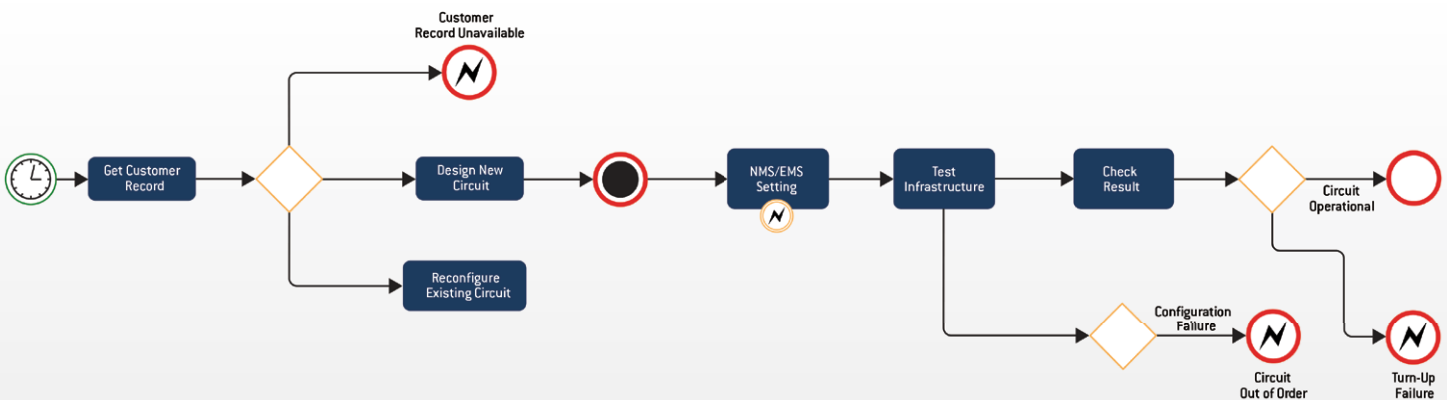 Customer
Record Unavailable
Get Customer
Record
Design New
Circuit
Reconfigure
Existing Circuit
NMS/EMS
Setting
Test
Infrastructure
Check
Result
Circuit
Operational
Configuration
Failure
Circuit
Out of Order
Turn-Up
Failure